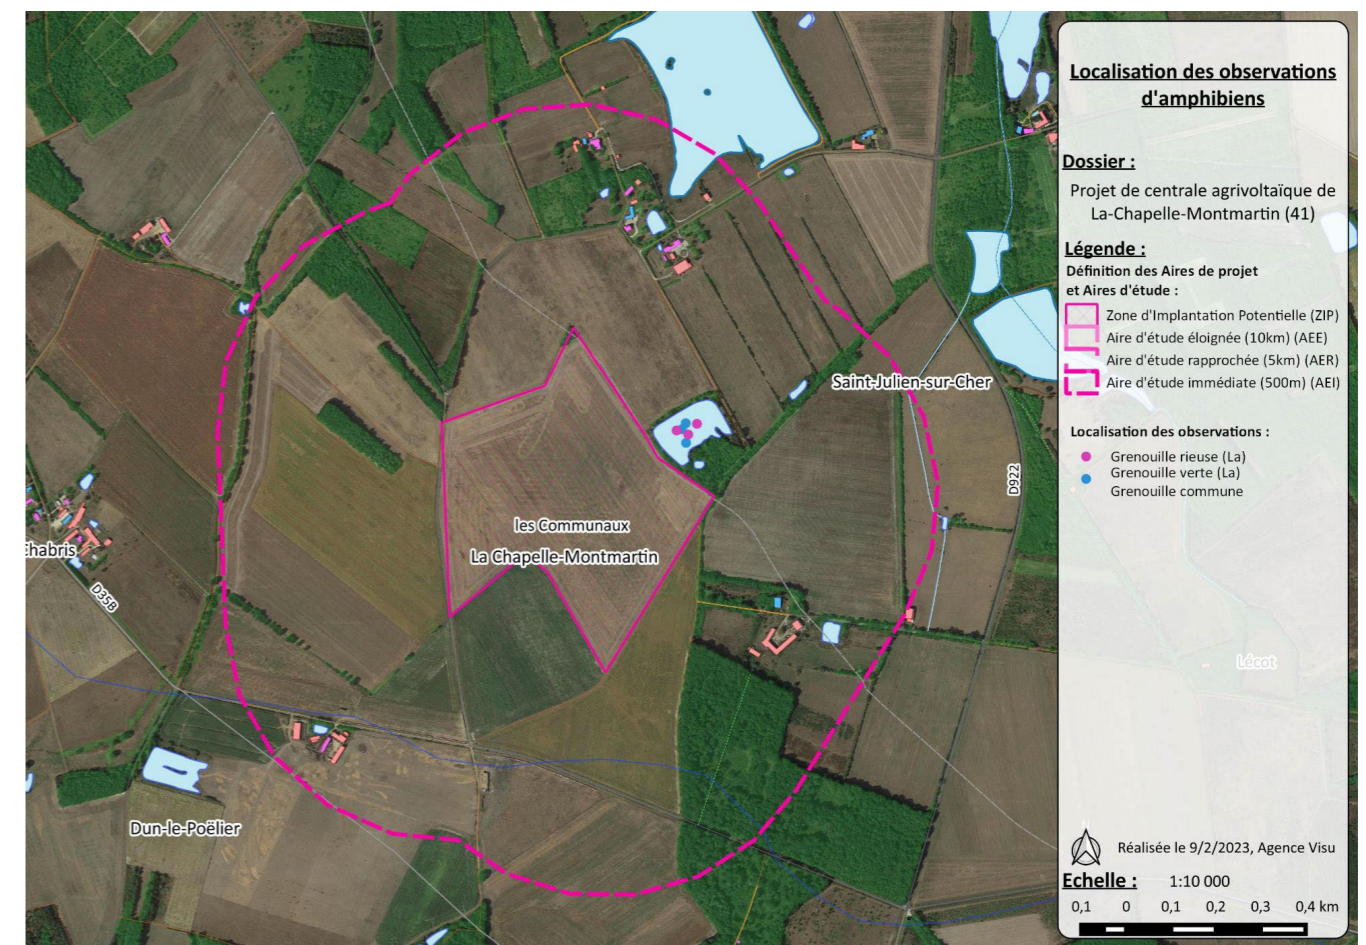 Localisation des observations
d'amphibiens
Dossier :
Projet de centrale agrivoltaïque de
La-Chapelle-Montmartin (41)
Légende :
Définition des Aires de projet
et Aires d'étude :
Zone d'Implantation Potentielle (ZIP)
Aire d'étude éloignée (10km) (AEE)
Aire d'étude rapprochée (5km) (AER)
Aire d'étude immédiate (500m) (AEI)
Localisation des observations :
Grenouille rieuse (La)
Grenouille verte (La)
Grenouille commune
Lécot
N
Réalisée le 9/2/2023, Agence Visu
Echelle :
1:10 000
0,1 0 0,1 0,2 0,3 0,4 km
Saint-Julien-sur-Cher
D922
les Communaux
La Chapelle-Montmartin
Chabris
D35B
Dun-le-Poëlier